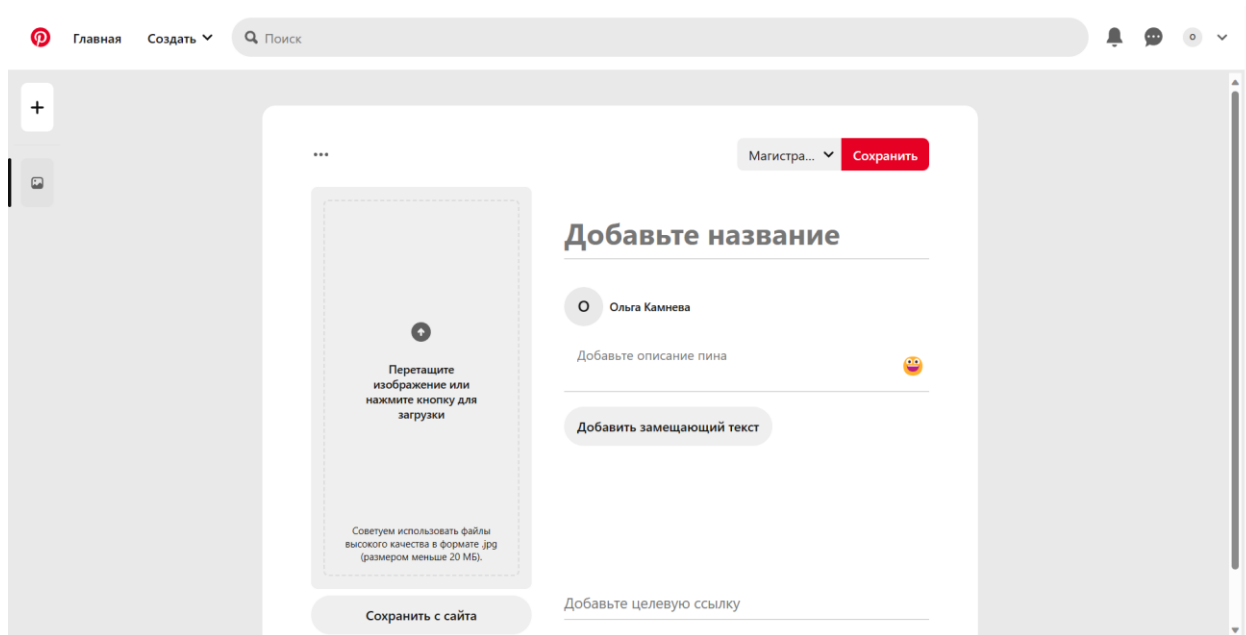 Главная Создать Поиск о
Магистра... Сохранить
Добавьте название
О Ольга Камнева
Добавьте описание пина
Перетащите
изображение или
нажмите кнопку для
загрузки
Добавить замещающий текст
Советуем использовать файлы
высокого качества в формате .jpg
(размером меньше 20 МБ).
Добавьте целевую ссылку
Сохранить с сайта